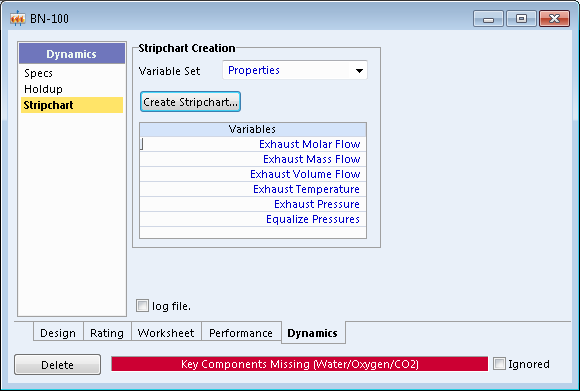 BN-100
Dynamics
Specs
Holdup
Stripchart
Stripchart Creation
Variable Set Properties
Create Stripchart...
Variables
Exhaust Molar Flow
Exhaust Mass Flow
Exhaust Volume Flow
Exhaust Temperature
Exhaust Pressure
Equalize Pressures
log file.
Design Rating Worksheet Performance Dynamics
Delete Key Components Missing (Water/Oxygen/CO2) Ignored